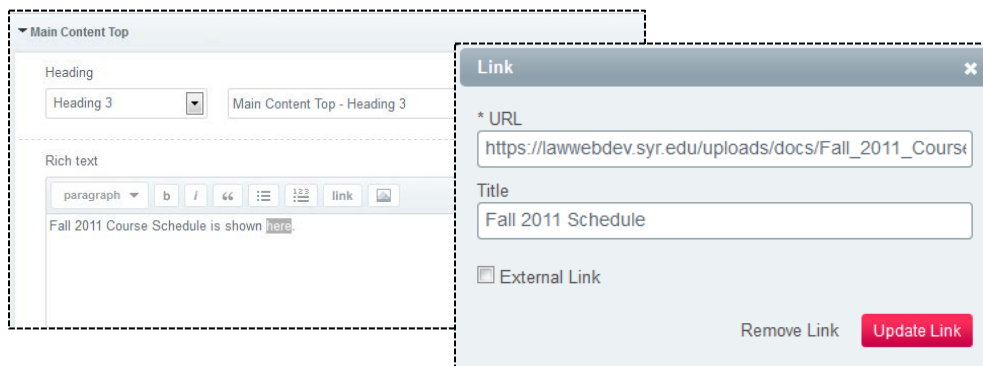 Main Content Top
Heading
Heading 3
Main Content Top - Heading 3
Rich text
paragraph b i “ 123 link
Fall 2011 Course Schedule is shown here.
Link ×
* URL
https://lawwebdev.syr.edu/uploads/docs/Fall_2011_Course
Title
Fall 2011 Schedule
External Link
Remove Link Update Link